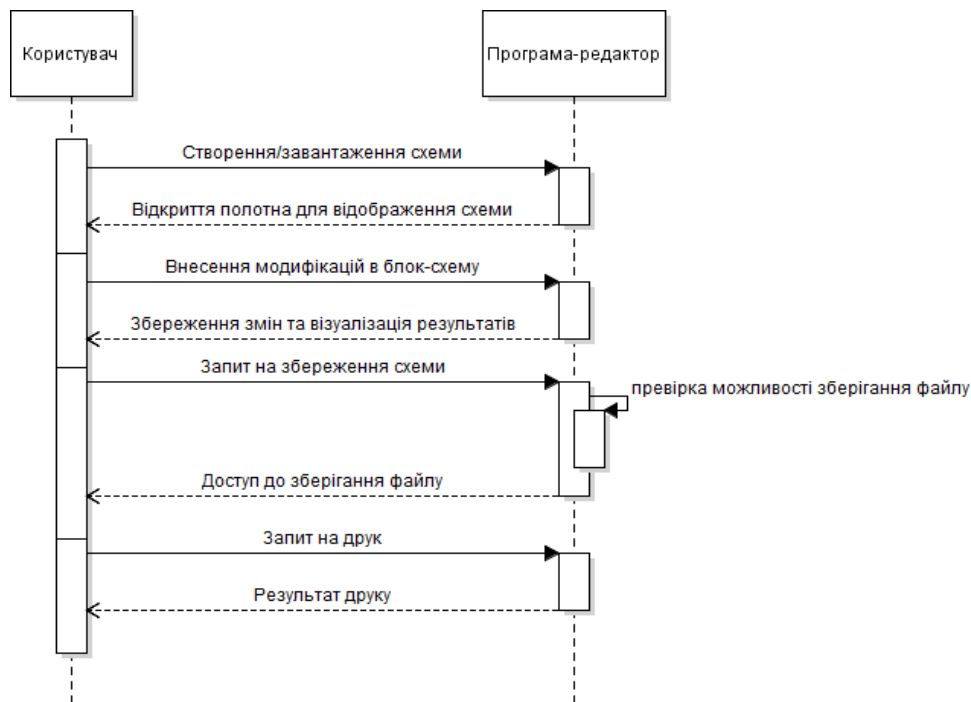 Користувач
Програма-редактор
Створення/завантаження схеми
Відкриття полотна для відображення схеми
Внесення модифікацій в блок-схему
Збереження змін та візуалізація результатів
Запит на збереження схеми
превірка можливості зберігання файлу
Доступ до зберігання файлу
Запит на друк
Результат друку